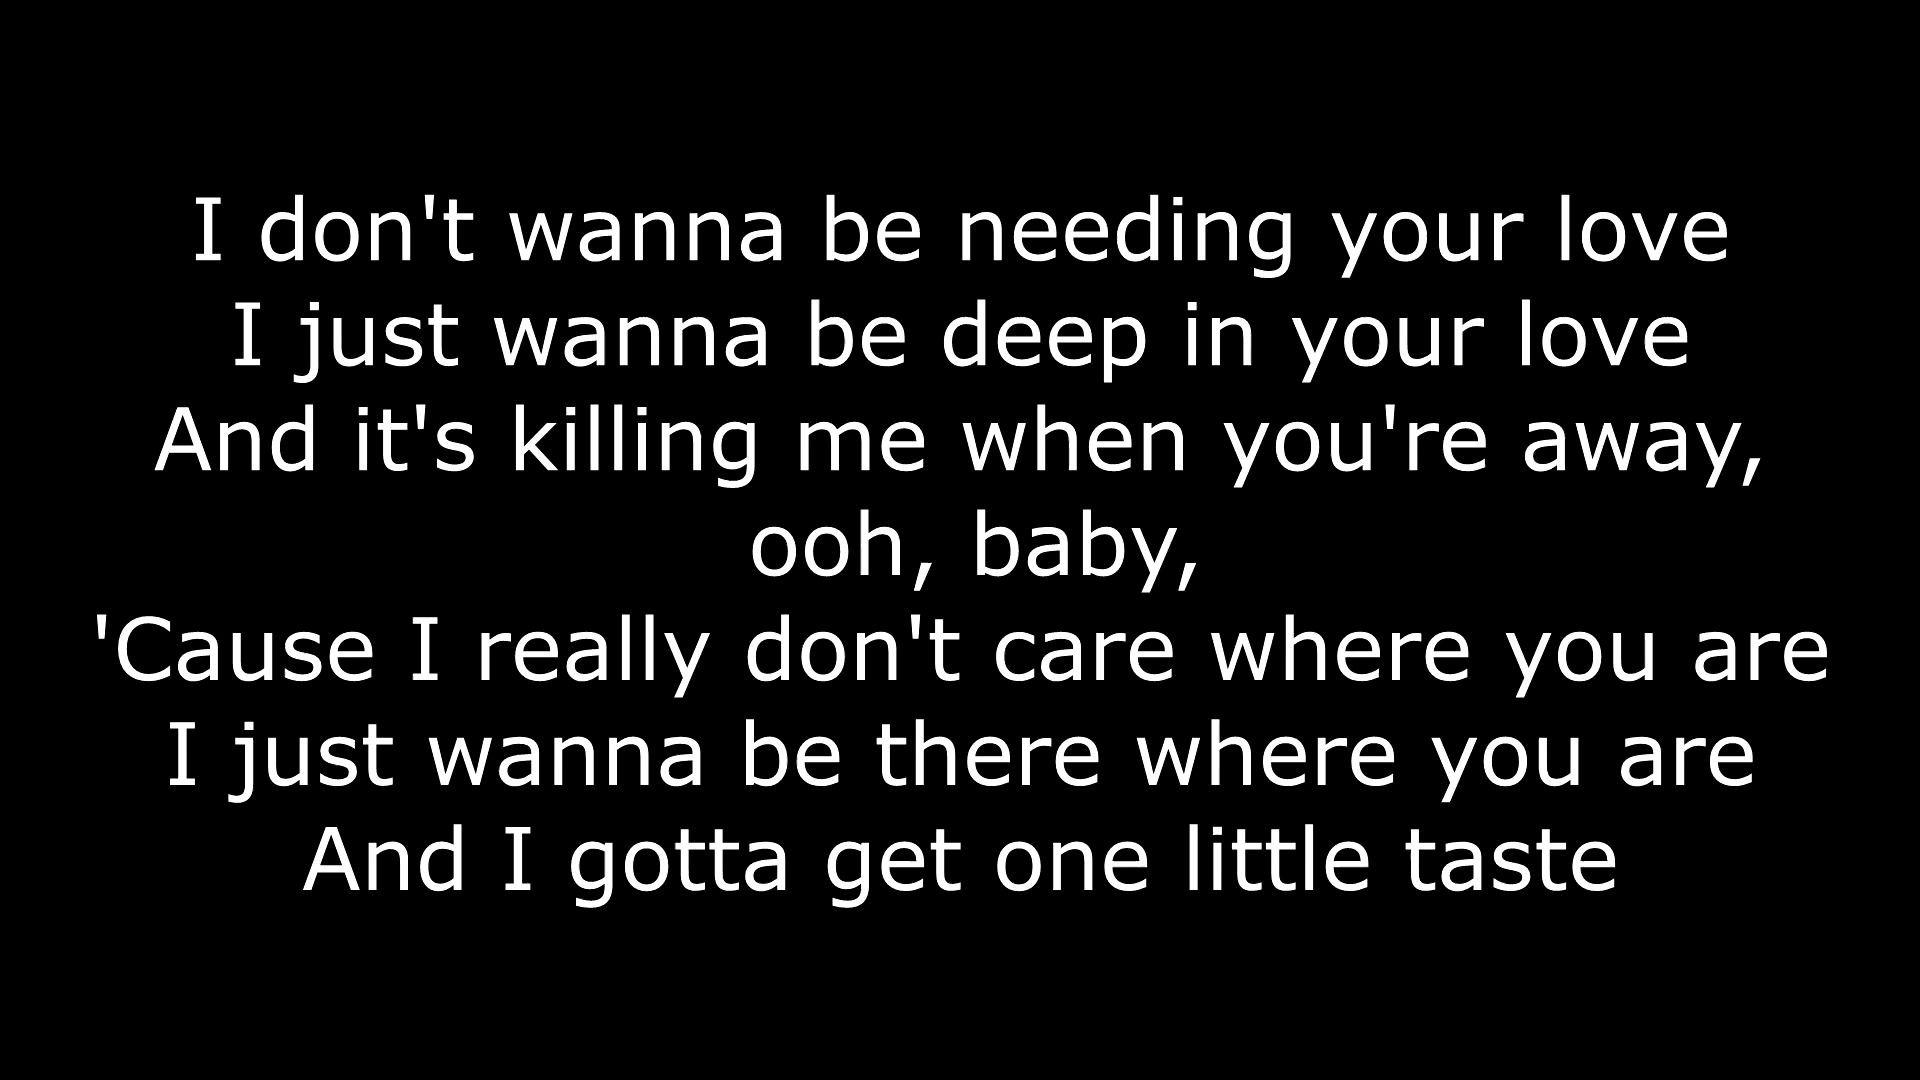 I don't wanna be needing your love
I just wanna be deep in your love
And it's killing me when you're away,
ooh, baby,
'Cause I really don't care where you are
I just wanna be there where you are
And I gotta get one little taste